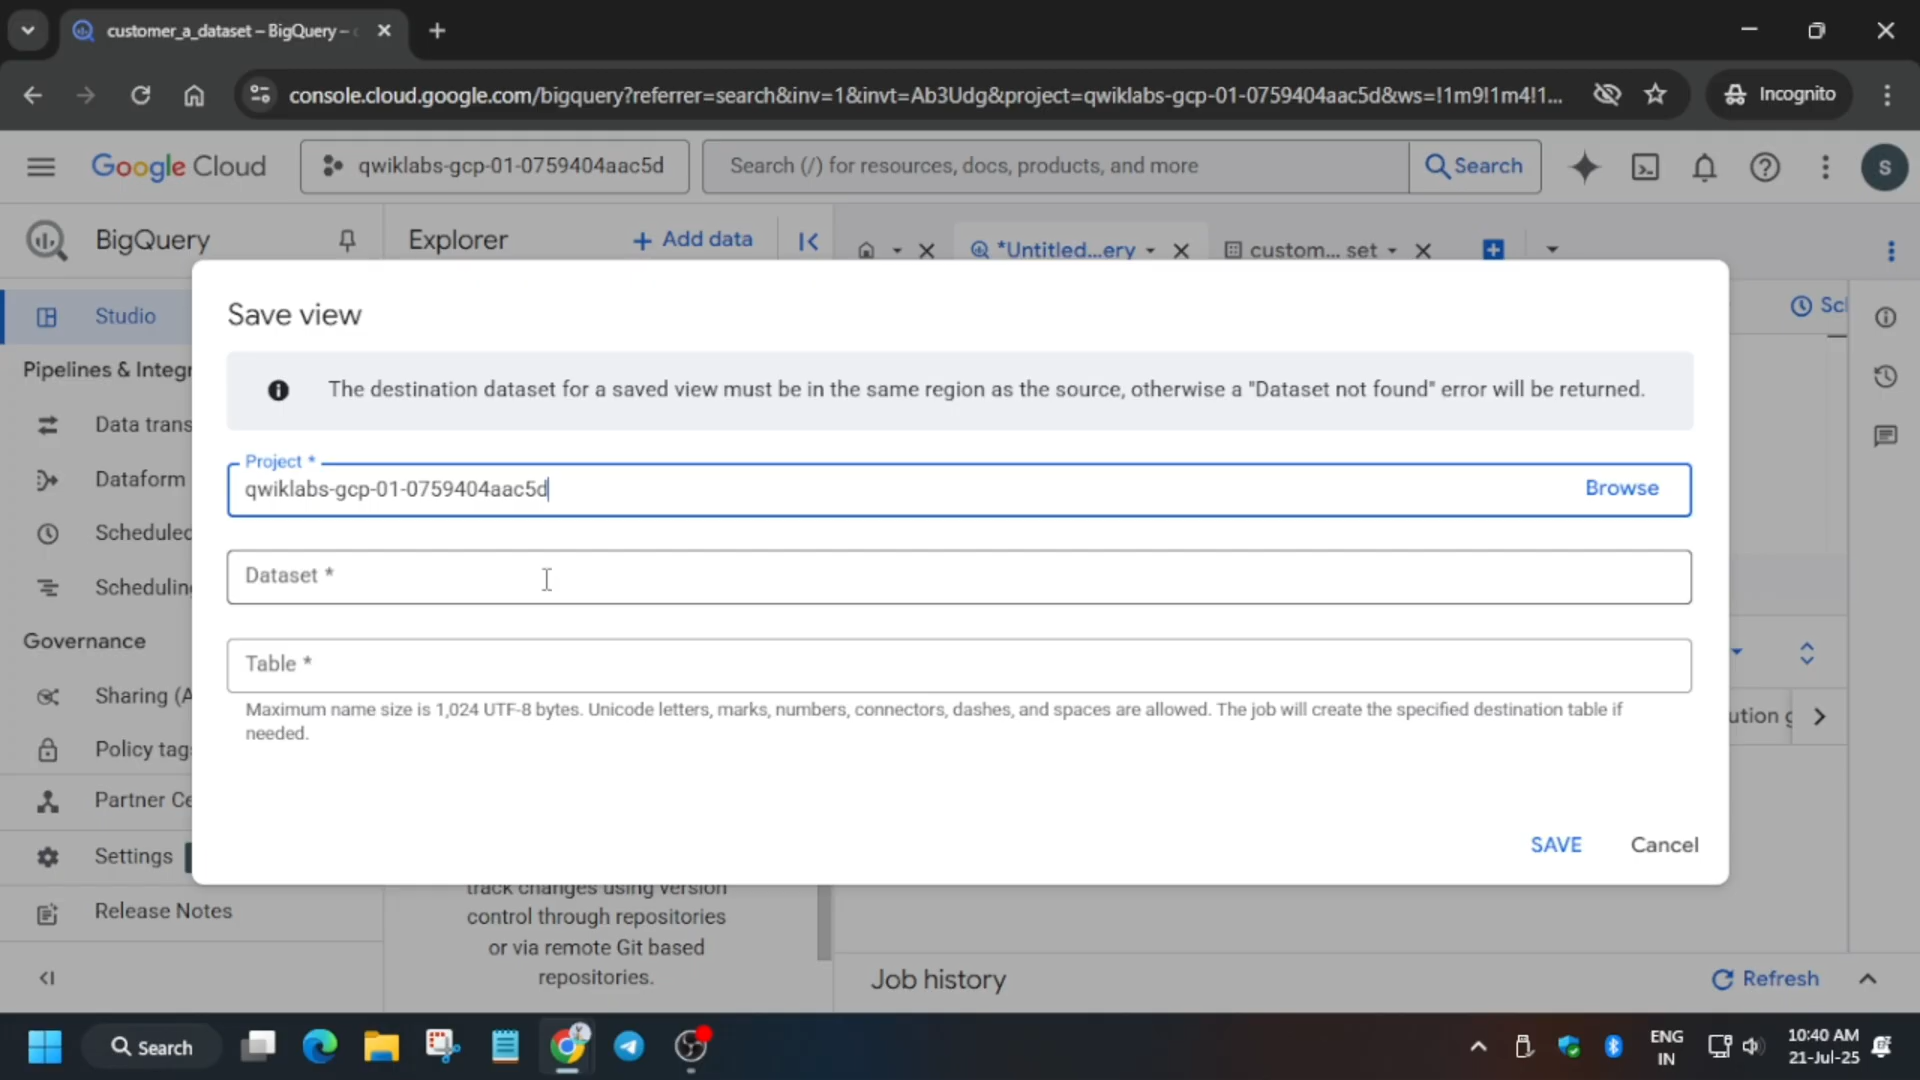 customer_a_dataset – BigQuery –
console.cloud.google.com/bigquery?referrer=search&inv=1&invt=Ab3Udg&project=qwiklabs-gcp-01-0759404aac5d&ws=!1m9!1m4!1...
Incognito
Google Cloud
qwiklabs-gcp-01-0759404aac5d
Search (/) for resources, docs, products, and more
Search
S
BigQuery
Explorer
+ Add data
*Untitled...ery
custom... set
Save view
The destination dataset for a saved view must be in the same region as the source, otherwise a "Dataset not found" error will be returned.
Project *
qwiklabs-gcp-01-0759404aac5d
Browse
Dataset *
Table *
Maximum name size is 1,024 UTF-8 bytes. Unicode letters, marks, numbers, connectors, dashes, and spaces are allowed. The job will create the specified destination table if
needed.
SAVE
Cancel
Studio
Pipelines & Integr
Data trans
Dataform
Scheduled
Scheduling
Governance
Sharing (A
Policy tag
Partner Ce
Settings
Release Notes
track changes using version
control through repositories
or via remote Git based
repositories.
Job history
Refresh
Search
ENG
IN
10:40 AM
21-Jul-25